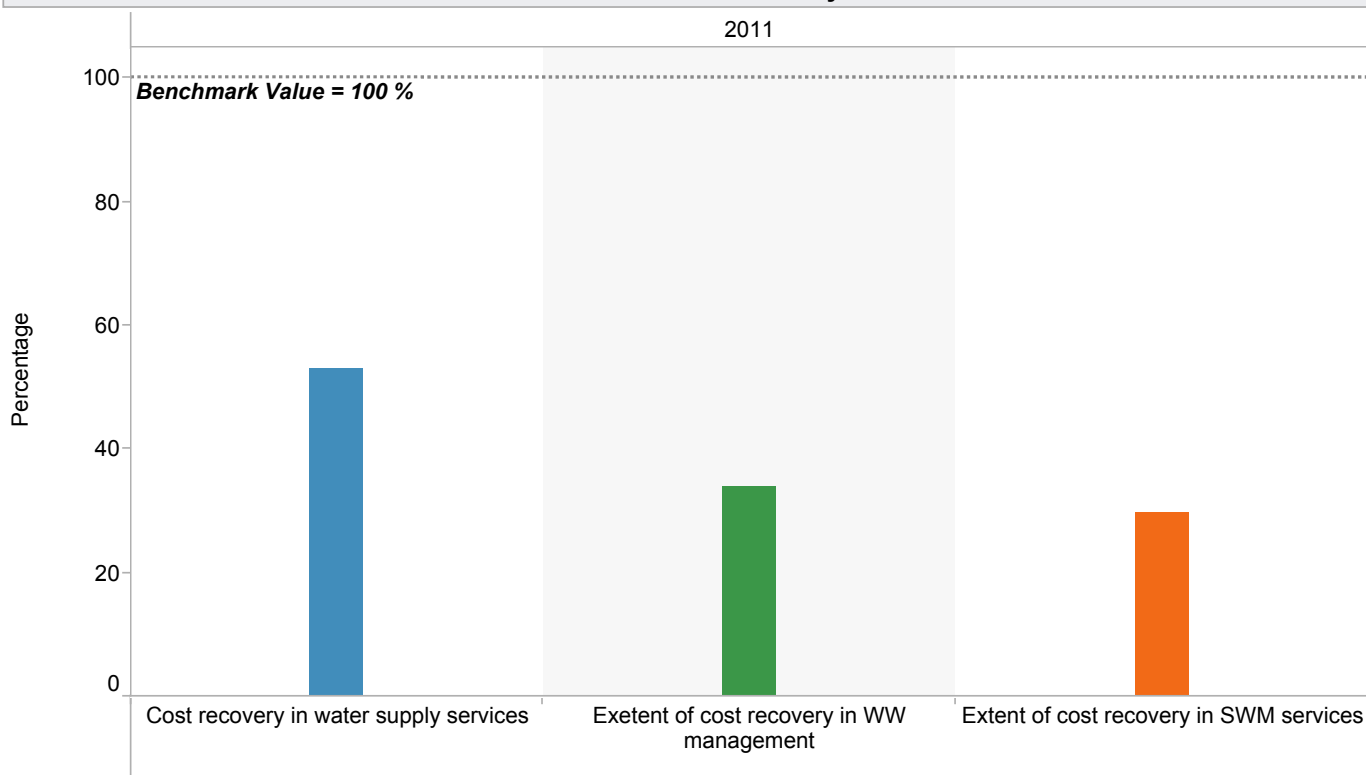 2011
100
Benchmark Value = 100 %
80
60
Percentage
40
20
0
Cost recovery in water supply services
Exetent of cost recovery in WW
management
Extent of cost recovery in SWM services